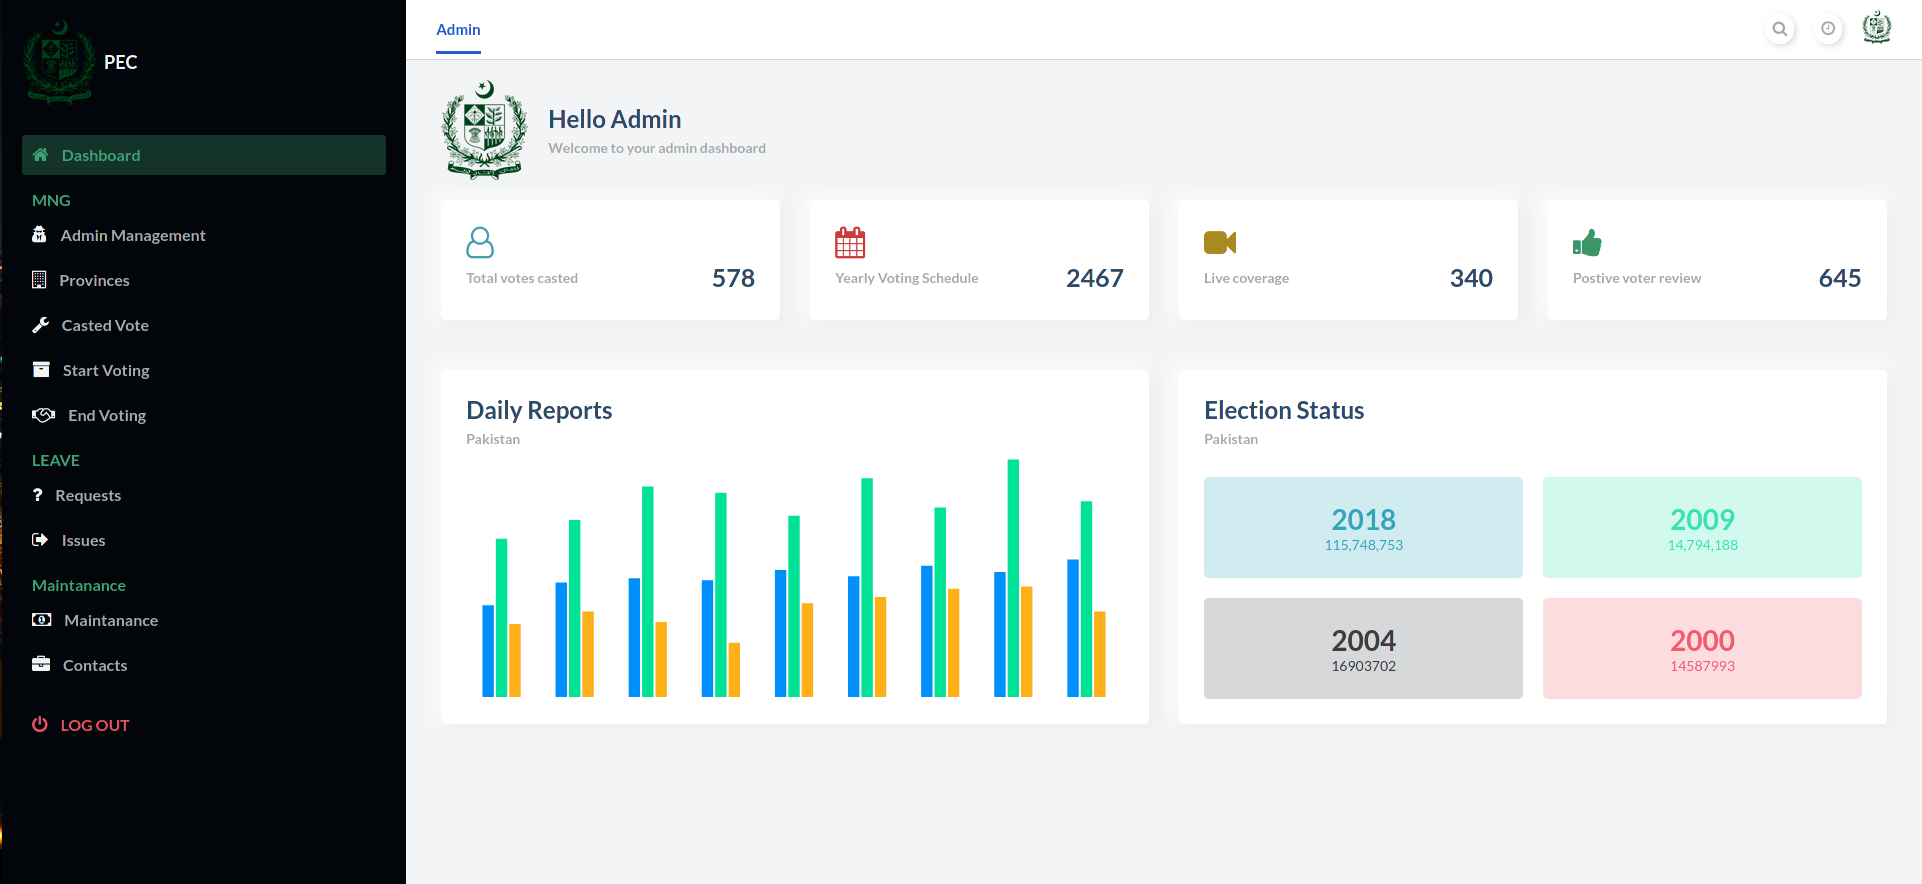 PEC
Dashboard
MNG
Admin Management
Provinces
Casted Vote
Start Voting
End Voting
LEAVE
Requests
Issues
Maintanance
Maintanance
Contacts
LOG OUT
Admin
Hello Admin
Welcome to your admin dashboard
Total votes casted 578
Yearly Voting Schedule 2467
Live coverage 340
Postive voter review 645
Daily Reports
Pakistan
Election Status
Pakistan
2018
115,748,753
2009
14,794,188
2004
16903702
2000
14587993